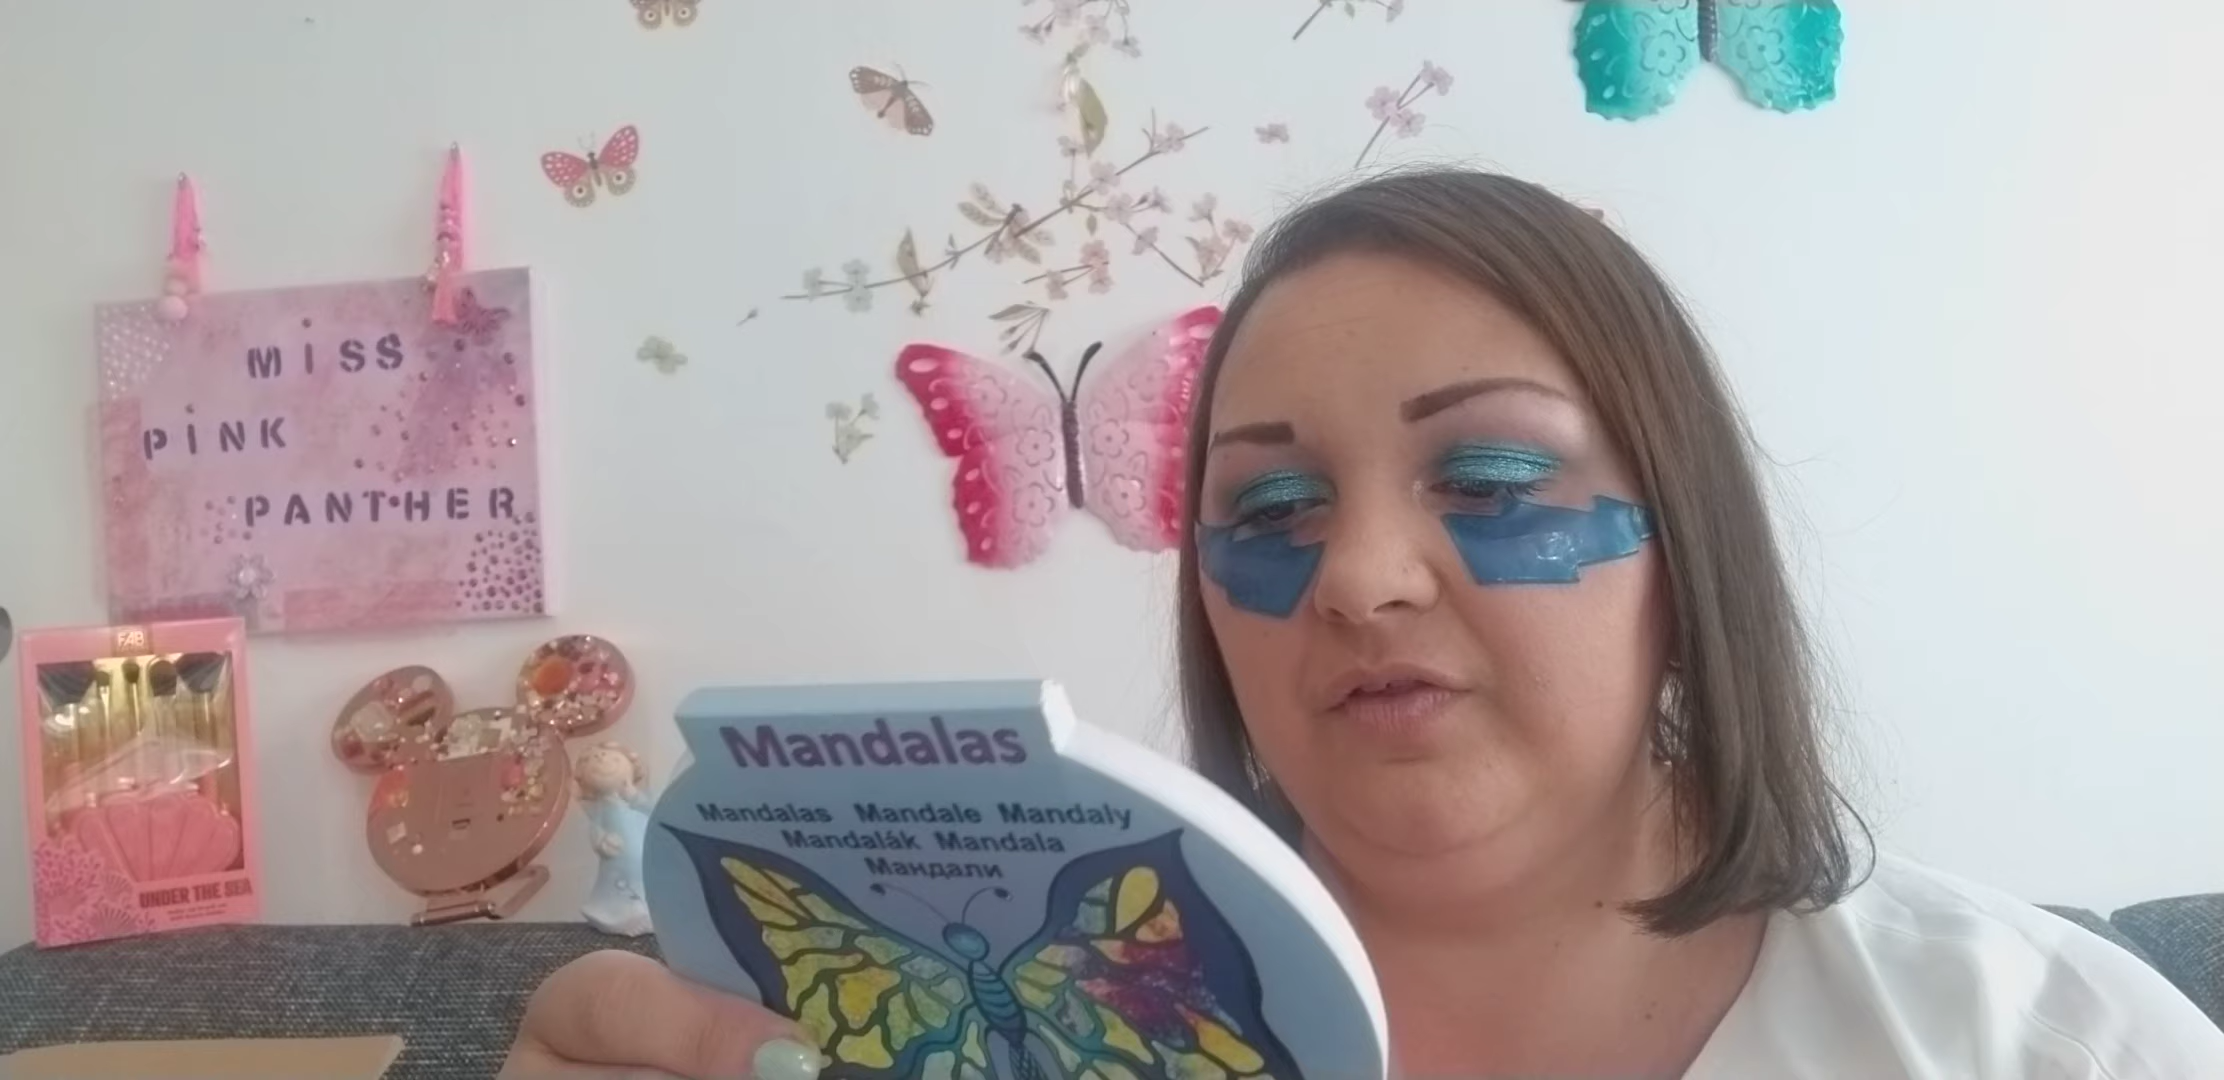 MiSS
PiNK
PANTHER
FAB
UNDER THE SEA
Mandalas
Mandalas Mandale Mandaly
Mandalák Mandala
Мандали